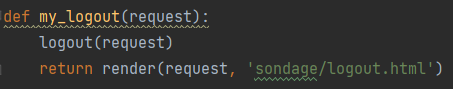 def my_logout(request):
    logout(request)
    return render(request, 'sondage/logout.html')